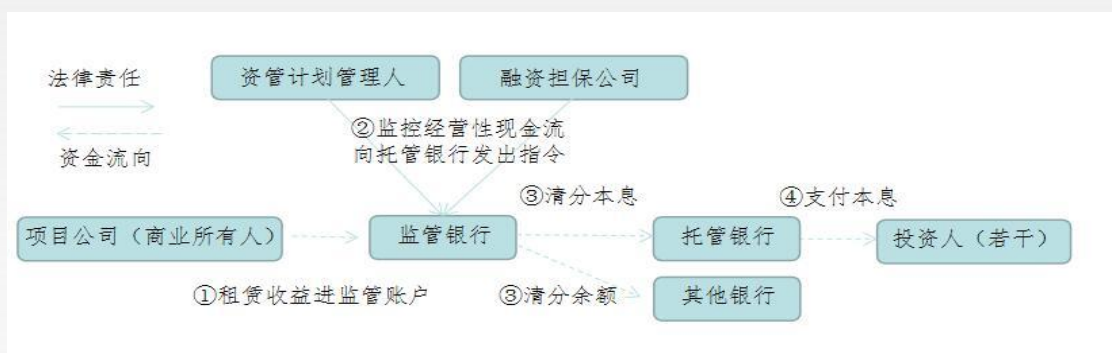 法律责任
资管计划管理人
融资担保公司
②监控经营性现金流
向托管银行发出指令
资金流向
③清分本息
④支付本息
项目公司（商业所有人）
监管银行
托管银行
投资人（若干）
①租赁收益进监管账户
③清分余额
其他银行